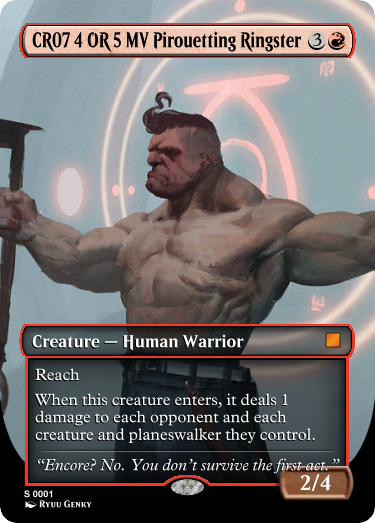 CR07 4 OR 5 MV Pirouetting Ringster 3
Creature — Human Warrior
Reach
When this creature enters, it deals 1
damage to each opponent and each
creature and planeswalker they control.
“Encore? No. You don’t survive the first act.”
2/4
S 0001
Ryuu Genky